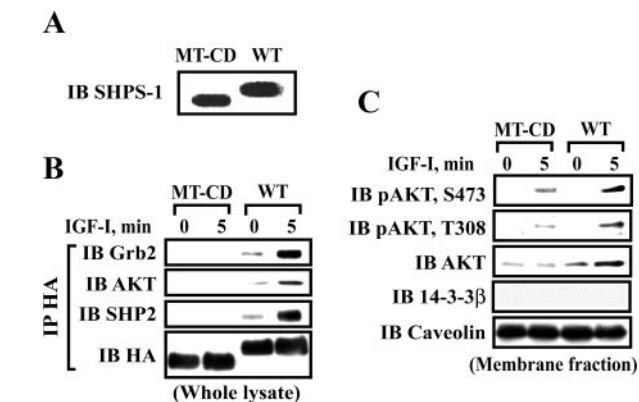 A
MT-CD WT
IB SHPS-1
B
MT-CD WT
IGF-I, min 0 5 0 5
IP HA
IB Grb2
IB AKT
IB SHP2
IB HA
(Whole lysate)
C
MT-CD WT
IGF-I, min 0 5 0 5
IB pAKT, S473
IB pAKT, T308
IB AKT
IB 14-3-3β
IB Caveolin
(Membrane fraction)